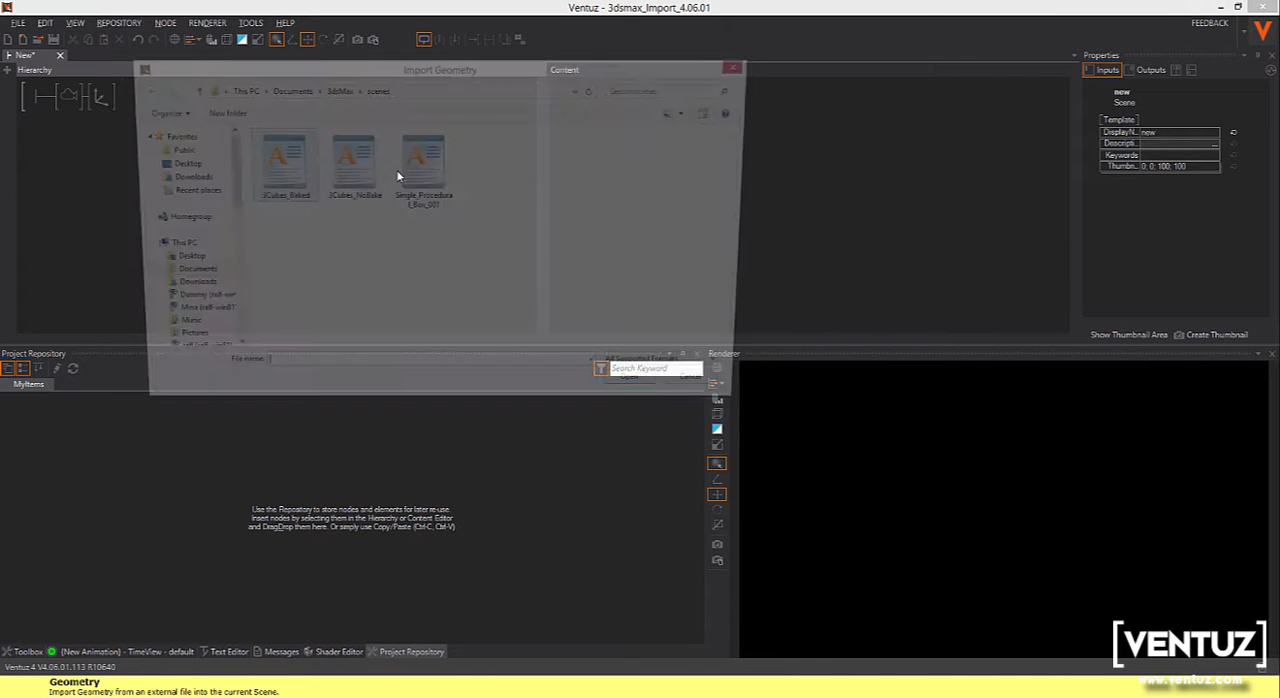 Ventuz - 3dsmax_Import_4.06.01
FILE EDIT VIEW REPOSITORY NODE RENDERER TOOLS HELP
FEEDBACK
New*
Hierarchy
Import Geometry
Content
This PC Documents 3dsMax scenes
Organize
New folder
Favorites
Public
Desktop
Downloads
Recent places
Homegroup
This PC
Desktop
Documents
Downloads
Music
Pictures
3Cubes_Baked
3Cubes_NoBake
Single_Procedura
l_Box_001
File name:
Properties
Inputs Outputs
new
Scene
[Template]
DisplayN.. new
Descripti.. ...
Keywords
Thumbn.. 0; 0; 100; 100
Show Thumbnail Area Create Thumbnail
Project Repository
MyItems
Search Keyword
Renderer
Use the Repository to store nodes and elements for later re-use.
Insert nodes by selecting them in the Hierarchy or Content Editor
and Drag​Drop them here. Or simply use Copy/Paste (Ctrl-C, Ctrl-V)
Toolbox (New Animation) - TimeView - default Text Editor Messages Shader Editor Project Repository
Ventuz 4 V4.06.01.113 R10640
Geometry
Import Geometry from an external file into the current Scene.
[VENTUZ]
www.ventuz.com